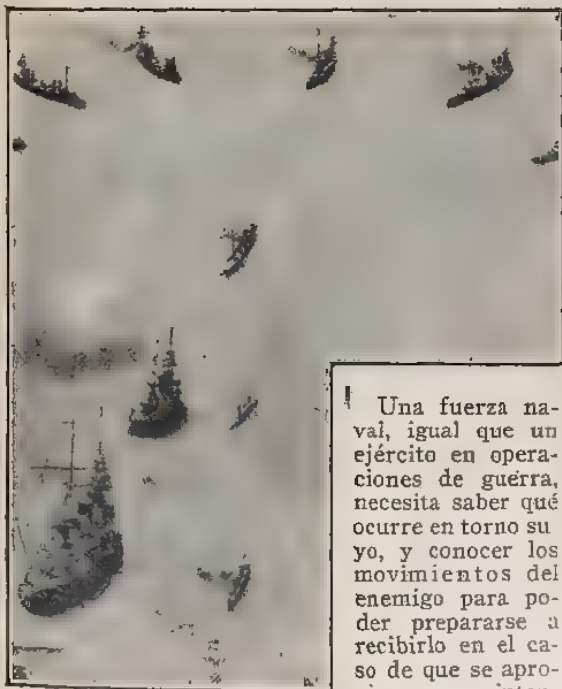 Una fuerza na-
val, igual que un
ejército en opera-
ciones de guerra,
necesita saber qué
ocurre en torno su
yo, y conocer los
movimientos del
enemigo para po-
der prepararse a
recibirlo en el ca-
so de que se apro-